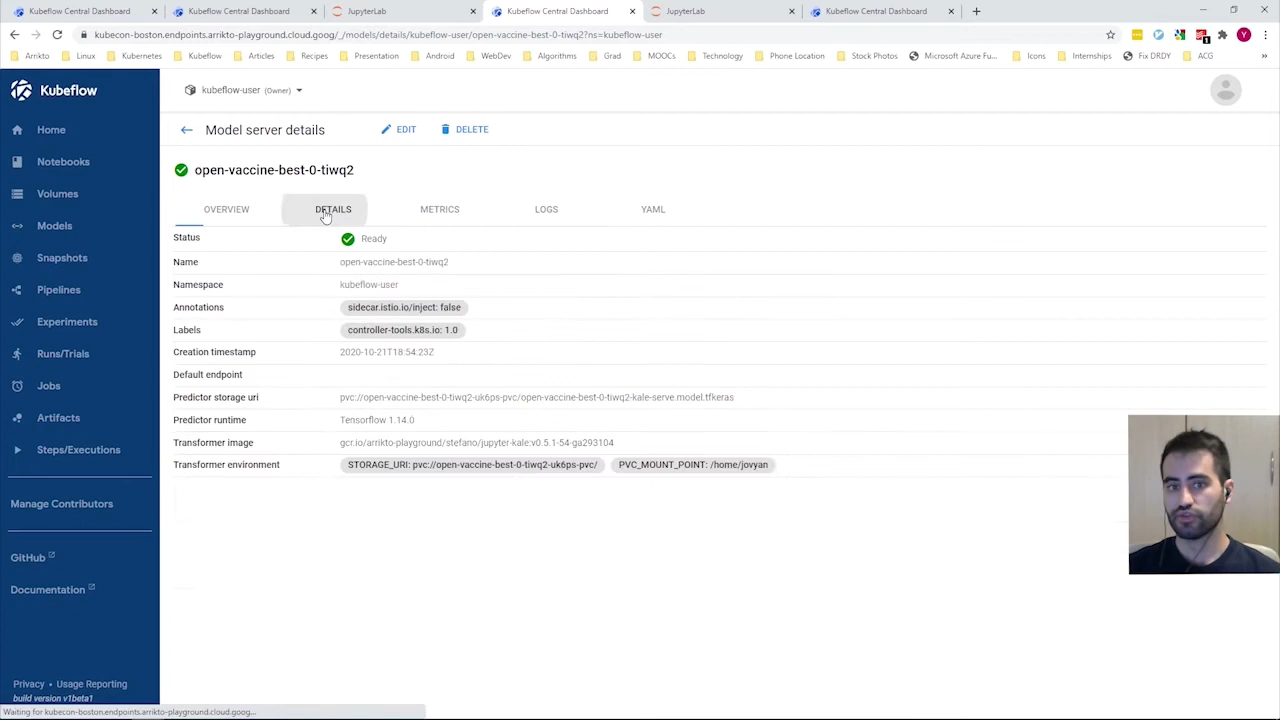 Kubeflow Central Dashboard
Kubeflow Central Dashboard
JupyterLab
Kubeflow Central Dashboard
JupyterLab
Kubeflow Central Dashboard
kubecon-boston.endpoints.arrikto-playground.cloud.goog/_/models/details/kubeflow-user/open-vaccine-best-0-tiwq2?ns=kubeflow-user
Y
Arrikto
Linux
Kubernetes
Kubeflow
Articles
Recipes
Presentation
Android
WebDev
Algorithms
Grad
MOOCs
Technology
Phone Location
Stock Photos
Microsoft Azure Fu...
Icons
Internships
Fix DRDY
ACG
Kubeflow
kubeflow-user (Owner)
Home
Notebooks
Volumes
Models
Snapshots
Pipelines
Experiments
Runs/Trials
Jobs
Artifacts
Steps/Executions
Manage Contributors
GitHub
Documentation
Privacy • Usage Reporting
build version v1beta1
Model server details
EDIT
DELETE
open-vaccine-best-0-tiwq2
OVERVIEW
DETAILS
METRICS
LOGS
YAML
Status Ready
Name open-vaccine-best-0-tiwq2
Namespace kubeflow-user
Annotations sidecar.istio.io/inject: false
Labels controller-tools.k8s.io: 1.0
Creation timestamp 2020-10-21T18:54:23Z
Default endpoint
Predictor storage uri pvc://open-vaccine-best-0-tiwq2-uk6ps-pvc/open-vaccine-best-0-tiwq2-kale-serve.model.tfkeras
Predictor runtime Tensorflow 1.14.0
Transformer image gcr.io/arrikto-playground/stefano/jupyter-kale:v0.5.1-54-ga293104
Transformer environment STORAGE_URI: pvc://open-vaccine-best-0-tiwq2-uk6ps-pvc/ PVC_MOUNT_POINT: /home/jovyan
Waiting for kubecon-boston.endpoints.arrikto-playground.cloud.goog...